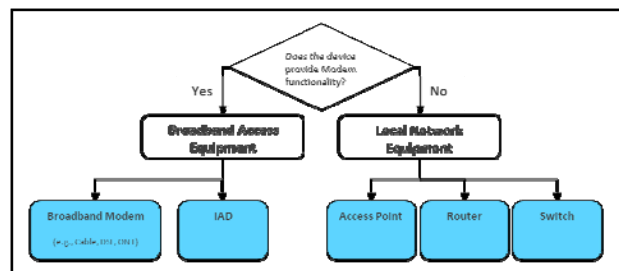 Does the device
provide Modem
functionality?
Yes
No
Broadband Access
Equipment
Local Network
Equipment
Broadband Modem
(e.g., Cable, DSL, ONT)
IAD
Access Point
Router
Switch